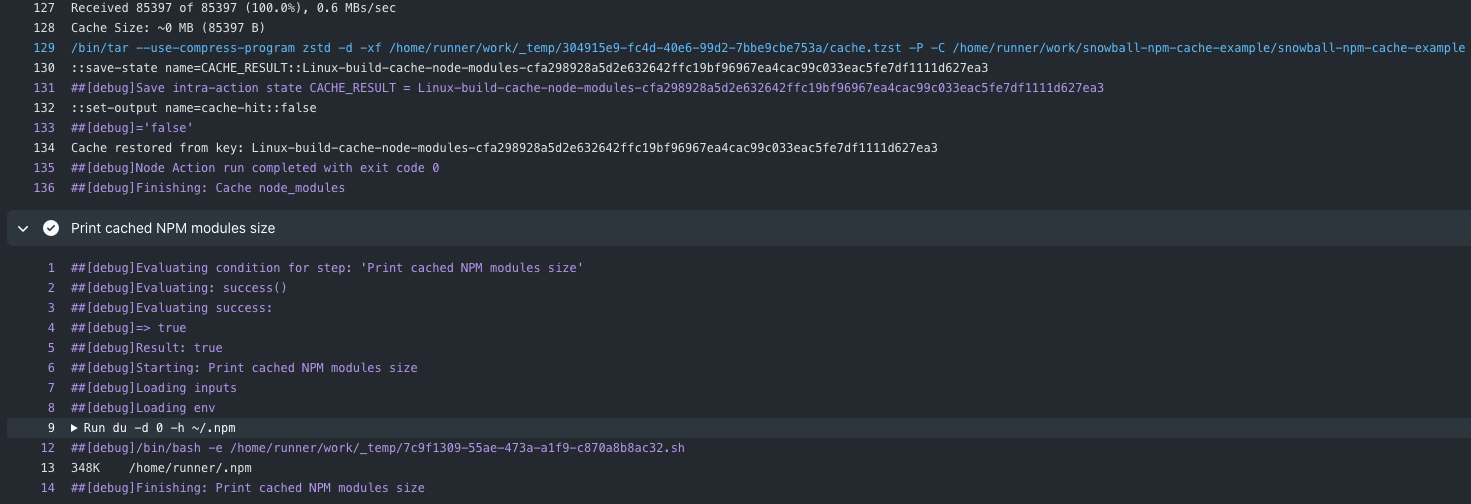 127 Received 85397 of 85397 (100.0%), 0.6 MBs/sec
128 Cache Size: ~0 MB (85397 B)
129 /bin/tar --use-compress-program zstd -d -xf /home/runner/work/_temp/304915e9-fc4d-40e6-99d2-7bbe9cbe753a/cache.tzst -P -C /home/runner/work/snowball-npm-cache-example/snowball-npm-cache-example
130 ::save-state name=CACHE_RESULT::Linux-build-cache-node-modules-cfa298928a5d2e632642ffc19bf96967ea4cac99c033eac5fe7df1111d627ea3
131 ##[debug]Save intra-action state CACHE_RESULT = Linux-build-cache-node-modules-cfa298928a5d2e632642ffc19bf96967ea4cac99c033eac5fe7df1111d627ea3
132 ::set-output name=cache-hit::false
133 ##[debug]='false'
134 Cache restored from key: Linux-build-cache-node-modules-cfa298928a5d2e632642ffc19bf96967ea4cac99c033eac5fe7df1111d627ea3
135 ##[debug]Node Action run completed with exit code 0
136 ##[debug]Finishing: Cache node_modules
Print cached NPM modules size
1 ##[debug]Evaluating condition for step: 'Print cached NPM modules size'
2 ##[debug]Evaluating: success()
3 ##[debug]Evaluating success:
4 ##[debug]=> true
5 ##[debug]Result: true
6 ##[debug]Starting: Print cached NPM modules size
7 ##[debug]Loading inputs
8 ##[debug]Loading env
9 ▶ Run du -d 0 -h ~/.npm
12 ##[debug]/bin/bash -e /home/runner/work/_temp/7c9f1309-55ae-473a-a1f9-c870a8b8ac32.sh
13 348K    /home/runner/.npm
14 ##[debug]Finishing: Print cached NPM modules size